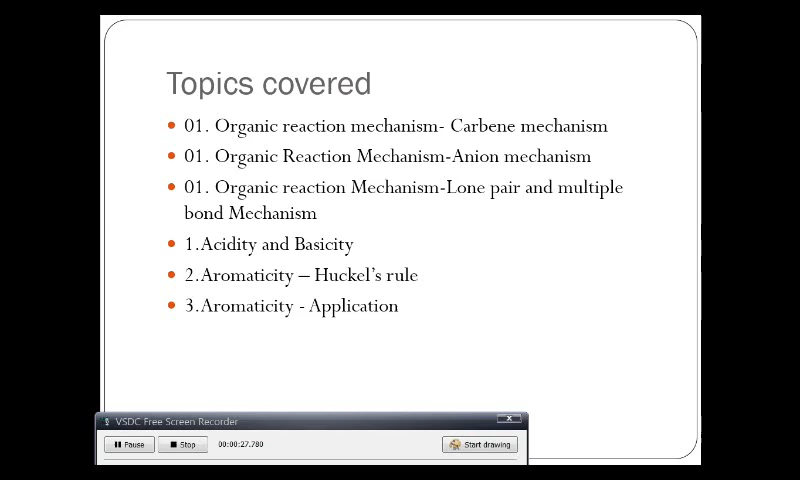 Topics covered
01. Organic reaction mechanism- Carbene mechanism
01. Organic Reaction Mechanism-Anion mechanism
01. Organic reaction Mechanism-Lone pair and multiple
bond Mechanism
1.Acidity and Basicity
2.Aromaticity – Huckel's rule
3.Aromaticity - Application
VSDC Free Screen Recorder
Pause Stop 00:00:27.780 Start drawing